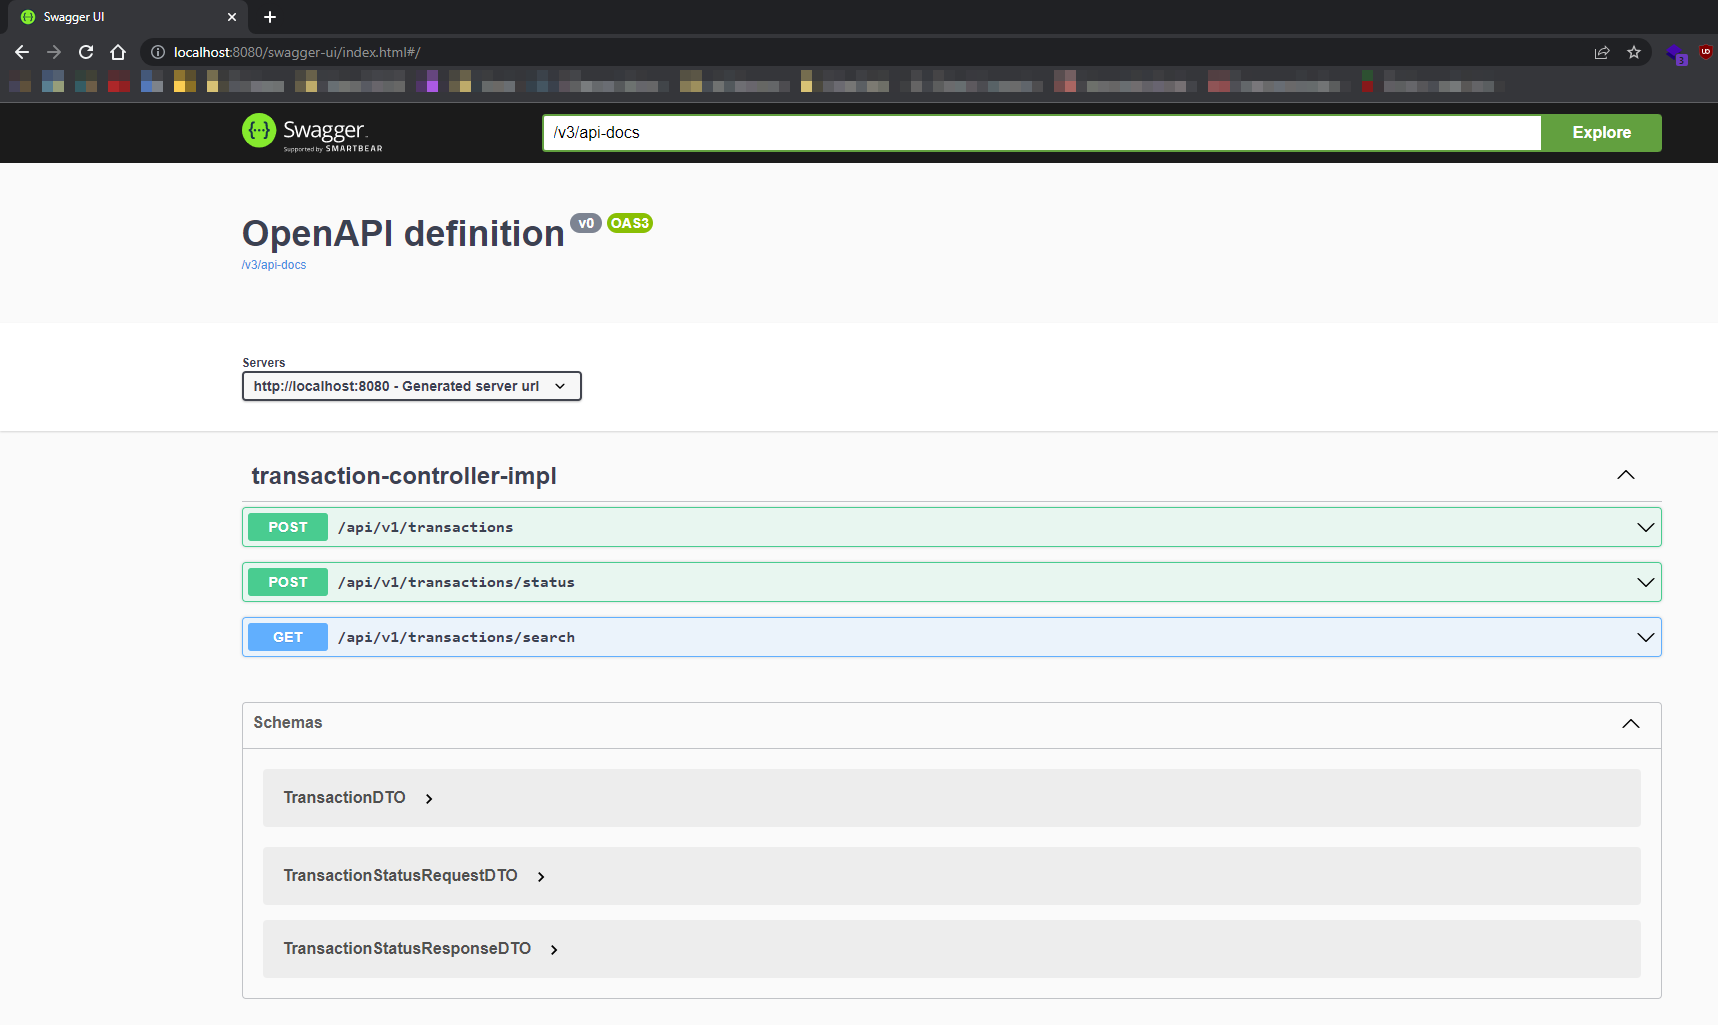 Swagger UI
localhost:8080/swagger-ui/index.html#/
3
UD
Swagger
Supported by SMARTBEAR
/v3/api-docs
Explore
OpenAPI definition v0 OAS3
/v3/api-docs
Servers
http://localhost:8080 - Generated server url
transaction-controller-impl
POST /api/v1/transactions
POST /api/v1/transactions/status
GET /api/v1/transactions/search
Schemas
TransactionDTO
TransactionStatusRequestDTO
TransactionStatusResponseDTO